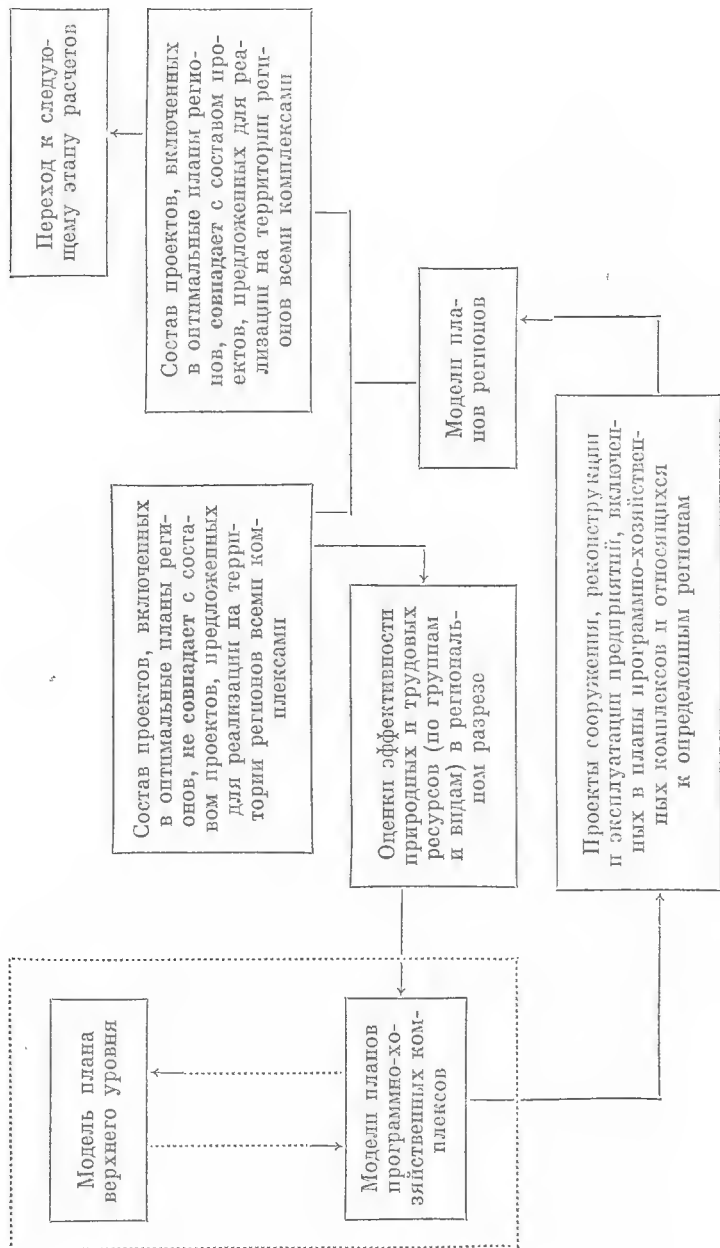 Модель плана
верхнего уровня
Модели планов
программно-хо-
зяйственных ком-
плексов
Состав проектов, включенных
в оптимальные планы реги-
онов, не совпадает с соста-
вом проектов, предложенных
для реализации на терри-
тории регионов всеми ком-
плексами
Оценки эффективности
природных и трудовых
ресурсов (по группам
и видам) в региональ-
ном разрезе
Переход к следую-
щему этапу расчетов
Состав проектов, включенных
в оптимальные планы регио-
нов, совпадает с составом про-
ектов, предложенных для реа-
лизации на территории реги-
онов всеми комплексами
Модели пла-
нов регионов
Проекты сооружения, реконструкции
и эксплуатации предприятий, включен-
ных в планы программно-хозяйствен-
ных комплексов и относящихся
к определенным регионам